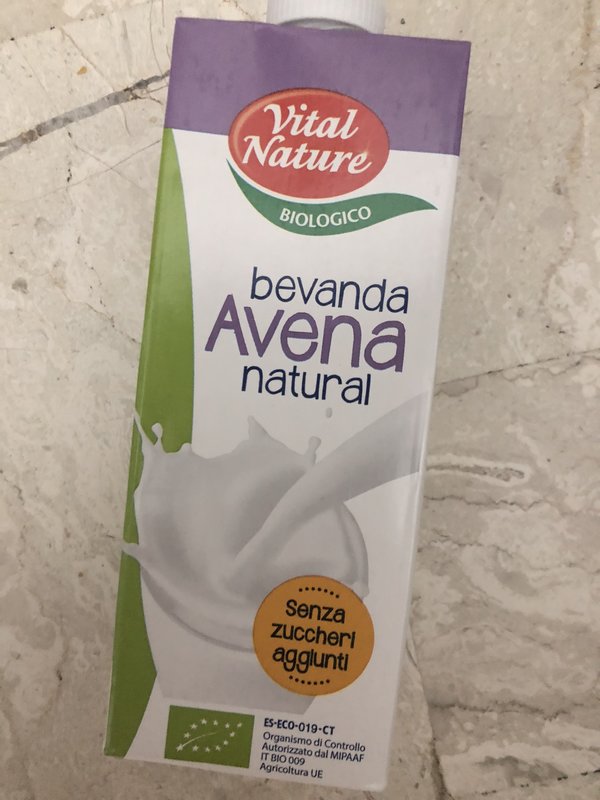 Vital
Nature
BIOLOGICO
bevanda
Avena
natural
Senza
zuccheri
aggiunti
ES-ECO-019-CT
Organismo di Controllo
Autorizzato dal MIPAAF
IT BIO 009
Agricoltura UE